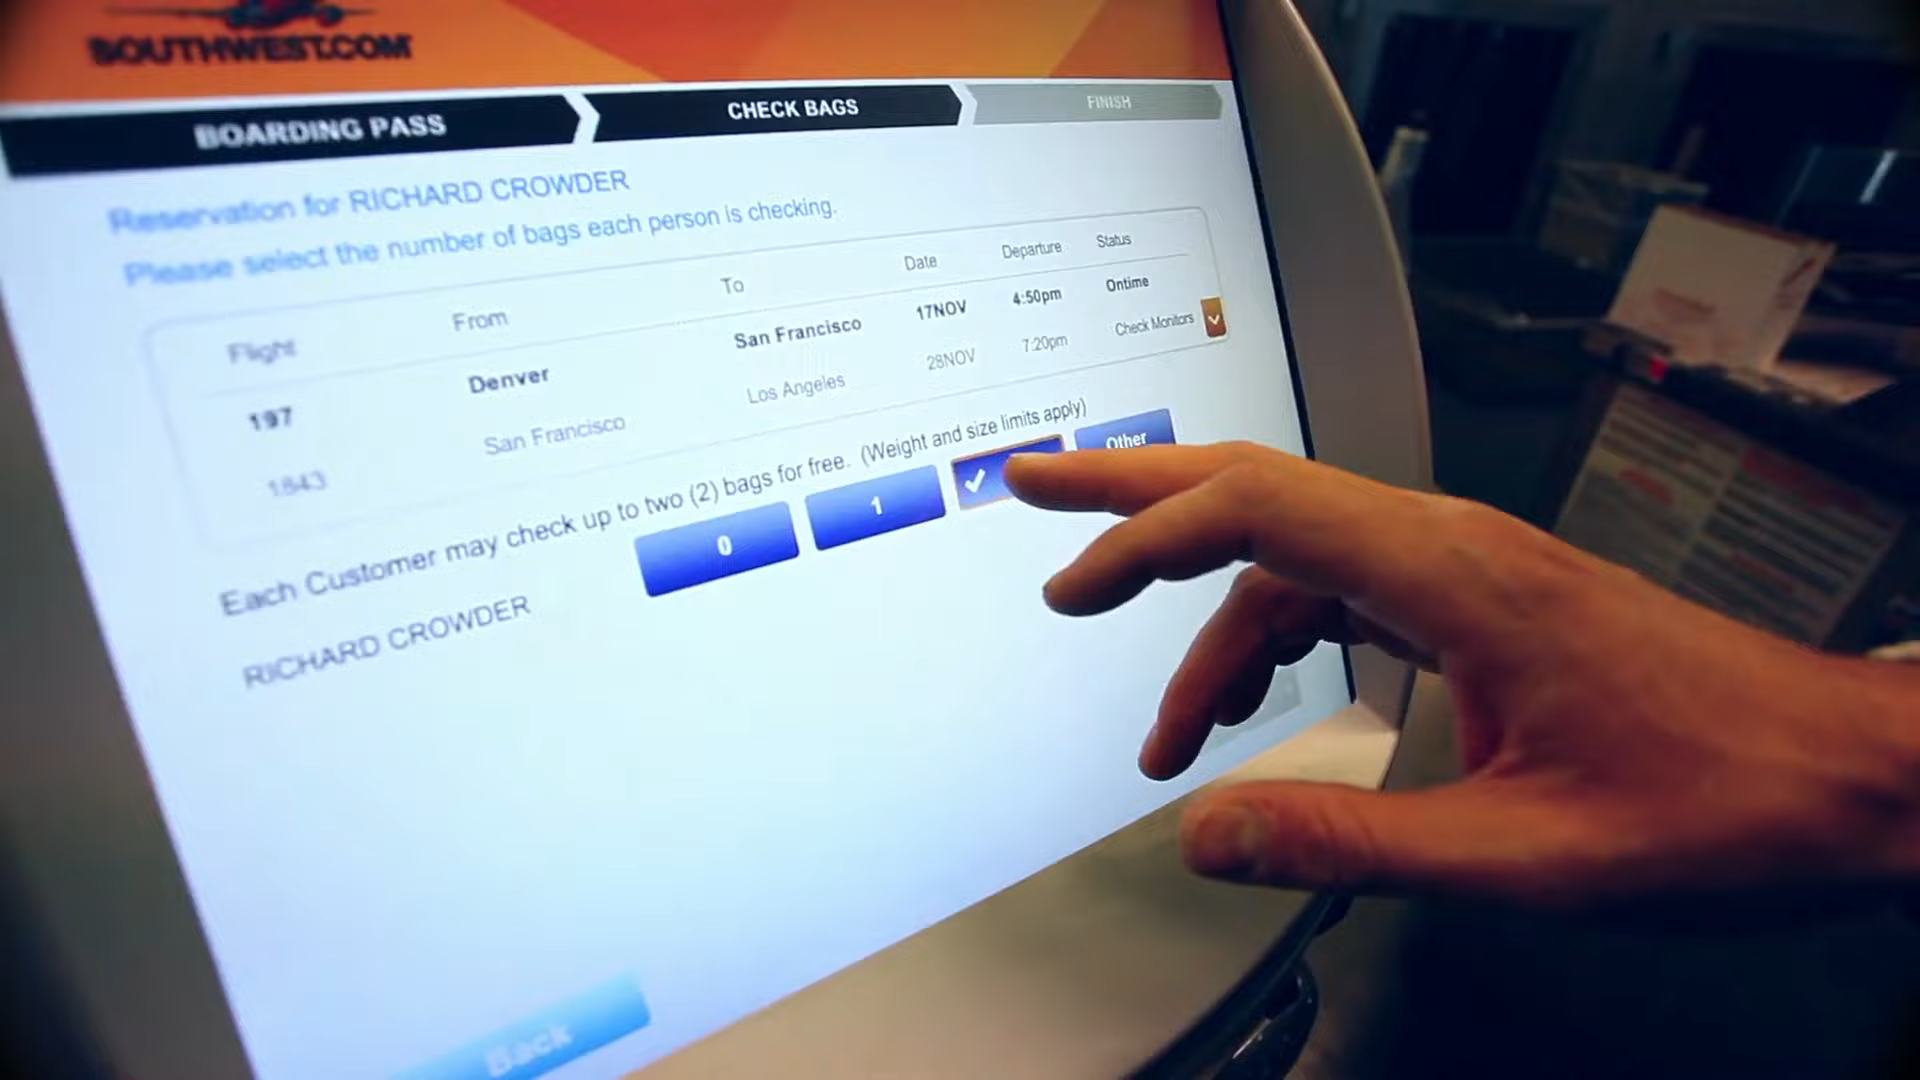 SOUTHWEST.COM
BOARDING PASS CHECK BAGS FINISH
Reservation for RICHARD CROWDER
Please select the number of bags each person is checking.
Flight From To Date Departure Status
197 Denver San Francisco 17NOV 4:50pm Ontime
1843 San Francisco Los Angeles 28NOV 7:20pm Check Monitors
Each Customer may check up to two (2) bags for free. (Weight and size limits apply)
RICHARD CROWDER 0 1 Other
Back